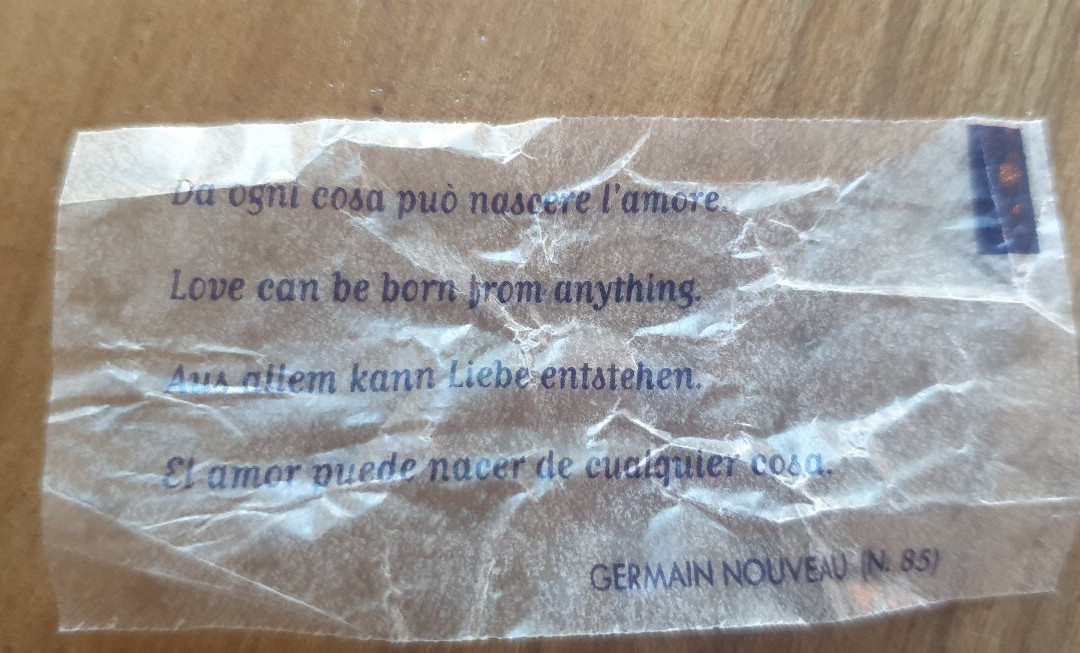 Da ogni cosa può nascere l'amore.
Love can be born from anything.
Aus allem kann Liebe entstehen.
El amor puede nacer de cualquier cosa.
GERMAIN NOUVEAU (N. 85)